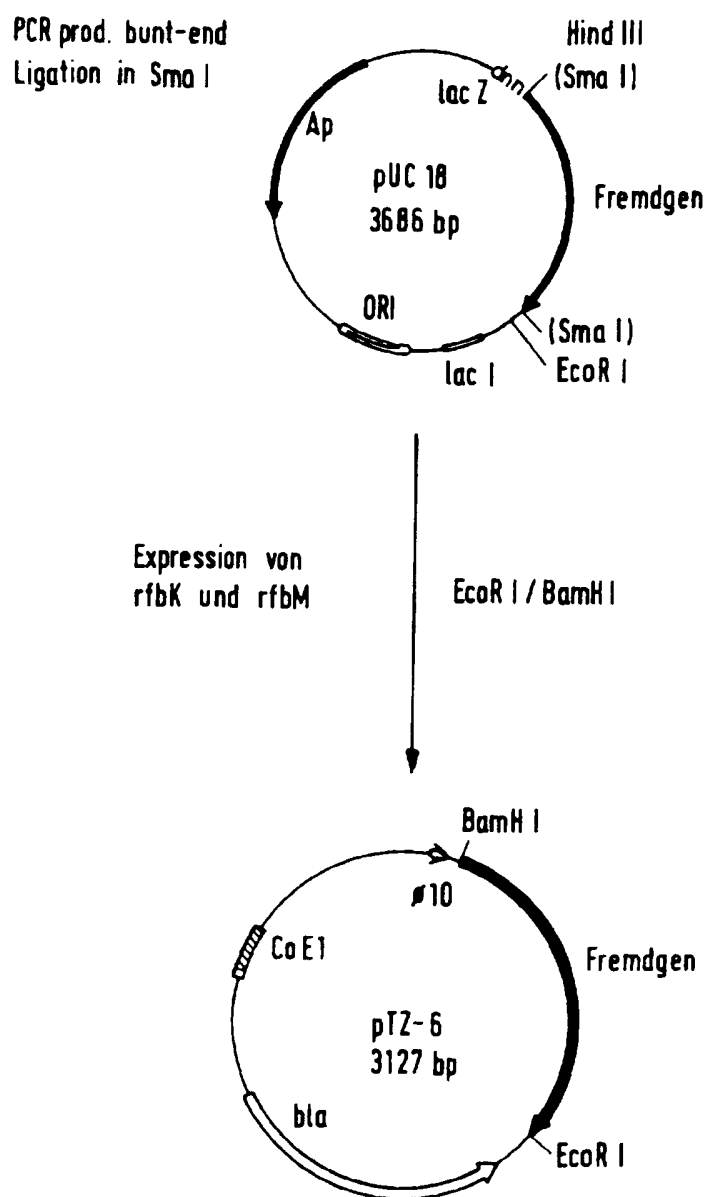 PCR prod. bunt-end
Ligation in Sma I
Hind III
(Sma I)
lac Z
Ap
pUC 18
3686 bp
Fremdgen
ORI
(Sma I)
lac I
EcoR I
Expression von
rfbK und rfbM
EcoR I / BamH I
BamH I
ø10
Co E1
Fremdgen
pTZ-6
3127 bp
bla
EcoR I